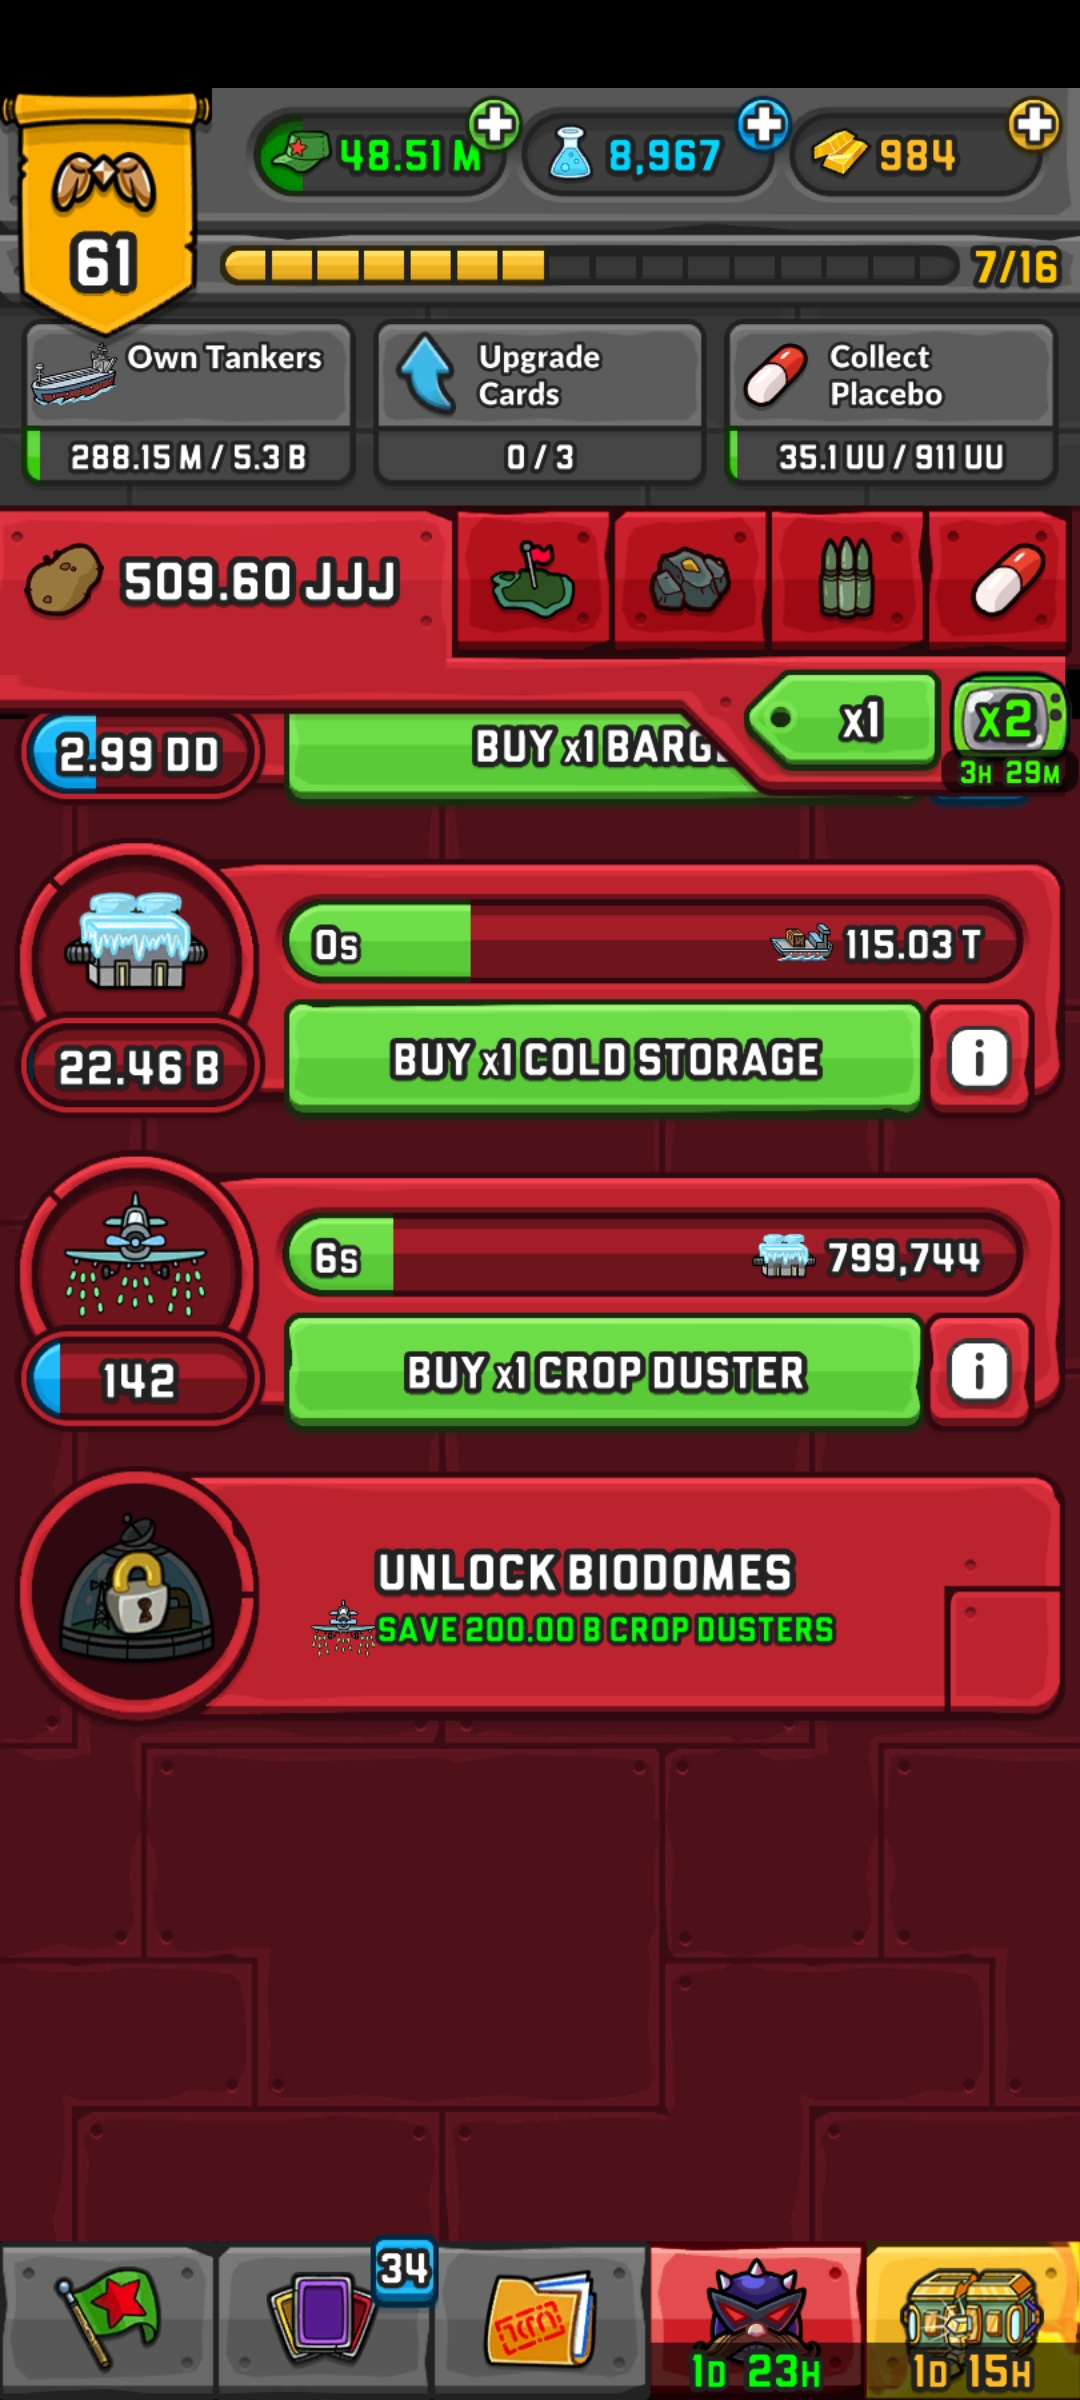 48.51 M
8,967
984
61
7/16
Own Tankers
288.15 M / 5.3 B
Upgrade
Cards
0 / 3
Collect
Placebo
35.1 UU / 911 UU
509.60 JJJ
x1
x2
3H 29M
2.99 DD
BUY x1 BARG
0s
115.03 T
22.46 B
BUY x1 COLD STORAGE
i
6s
799,744
142
BUY x1 CROP DUSTER
i
UNLOCK BIODOMES
SAVE 200.00 B CROP DUSTERS
34
1D 23H
1D 15H